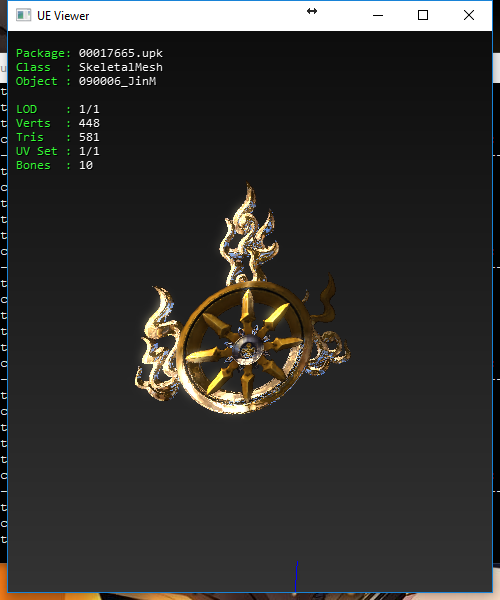 UE Viewer
Package: 00017665.upk
Class  : SkeletalMesh
Object : 090006_JinM
LOD    : 1/1
Verts  : 448
Tris   : 581
UV Set : 1/1
Bones  : 10